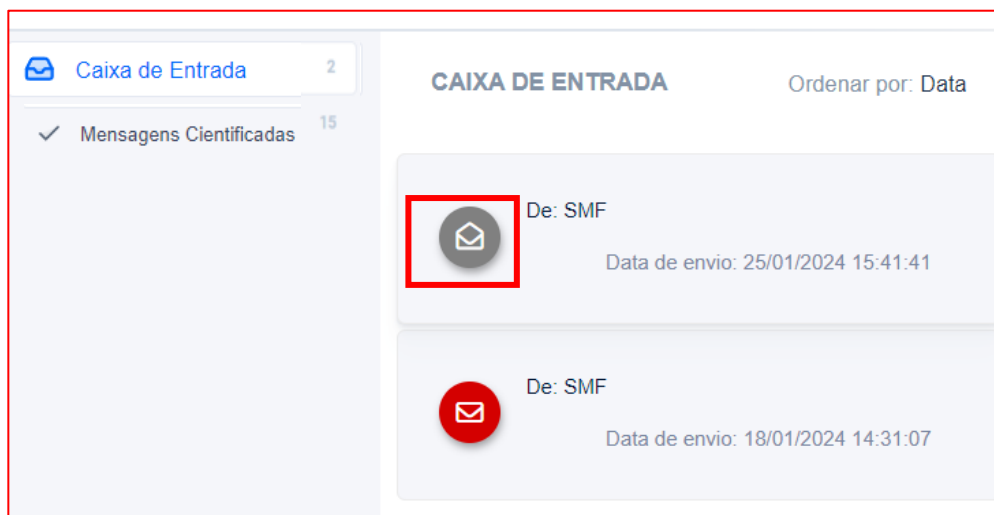 Caixa de Entrada 2
Mensagens Cientificadas 15
CAIXA DE ENTRADA Ordenar por: Data
De: SMF
Data de envio: 25/01/2024 15:41:41
De: SMF
Data de envio: 18/01/2024 14:31:07